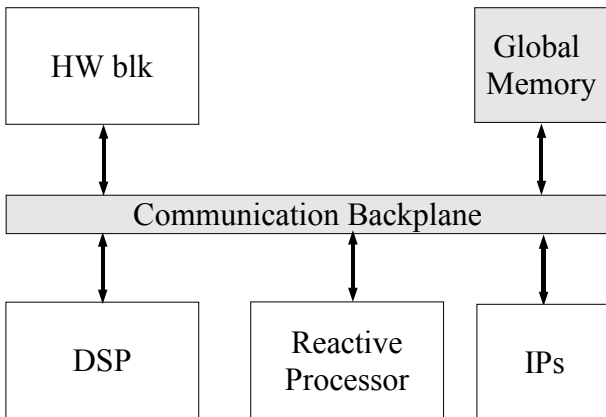 HW blk
Global
Memory
Communication Backplane
DSP
Reactive
Processor
IPs